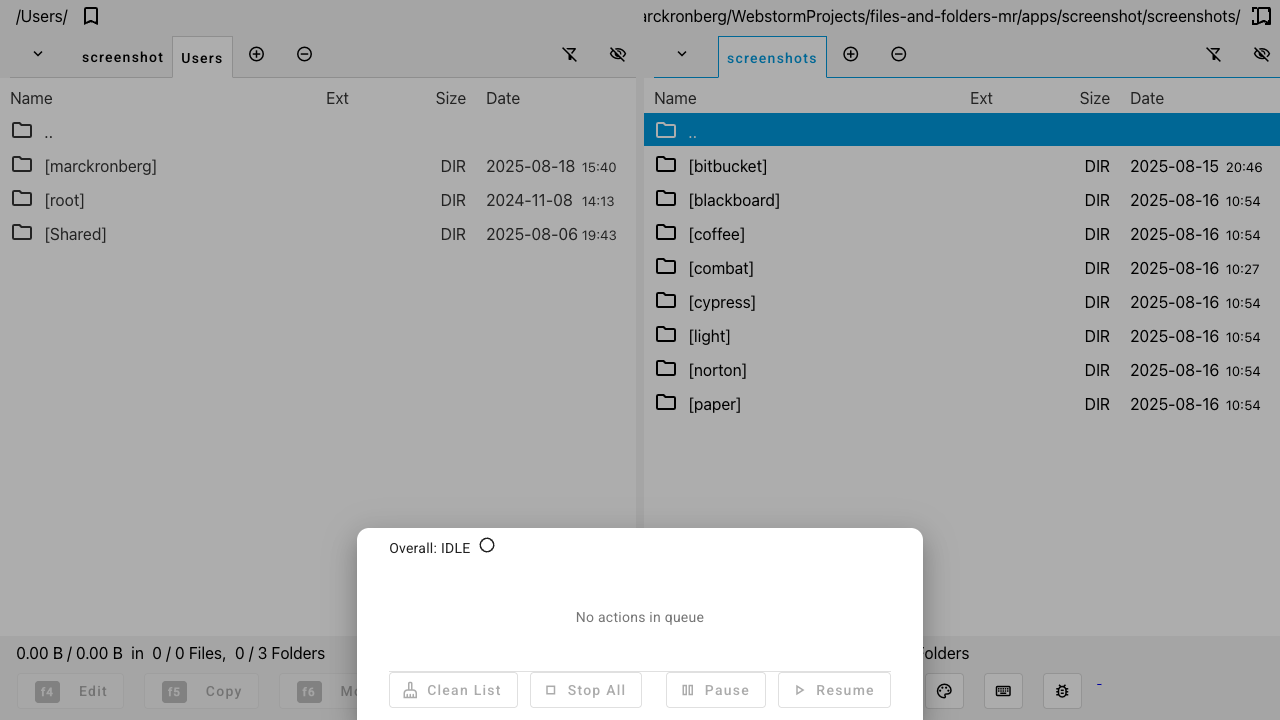 /Users/
screenshot Users
Name Ext Size Date
..
[marckronberg] DIR 2025-08-18 15:40
[root] DIR 2024-11-08 14:13
[Shared] DIR 2025-08-06 19:43
0.00 B / 0.00 B in 0 / 0 Files, 0 / 3 Folders
f4 Edit f5 Copy f6
arckronberg/WebstormProjects/files-and-folders-mr/apps/screenshot/screenshots/
screenshots
Name Ext Size Date
..
[bitbucket] DIR 2025-08-15 20:46
[blackboard] DIR 2025-08-16 10:54
[coffee] DIR 2025-08-16 10:54
[combat] DIR 2025-08-16 10:27
[cypress] DIR 2025-08-16 10:54
[light] DIR 2025-08-16 10:54
[norton] DIR 2025-08-16 10:54
[paper] DIR 2025-08-16 10:54
olders
Overall: IDLE
No actions in queue
Clean List Stop All Pause Resume